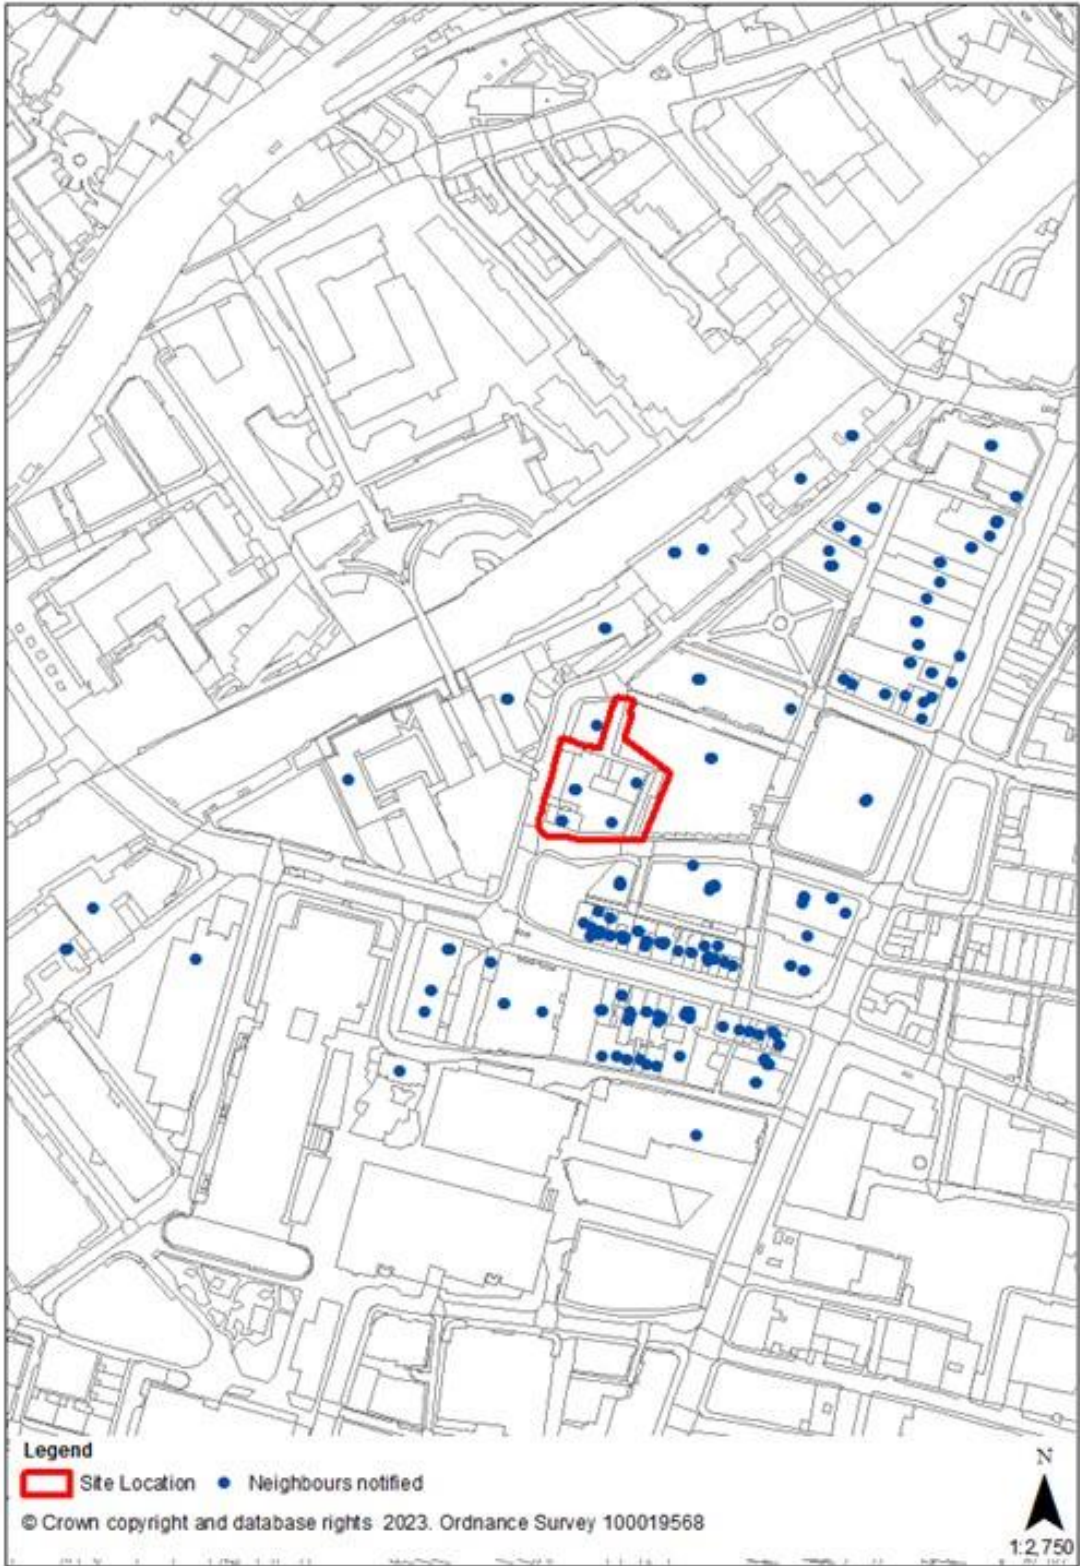 Legend
Site Location
Neighbours notified
© Crown copyright and database rights 2023. Ordnance Survey 100019568
N
1:2,750